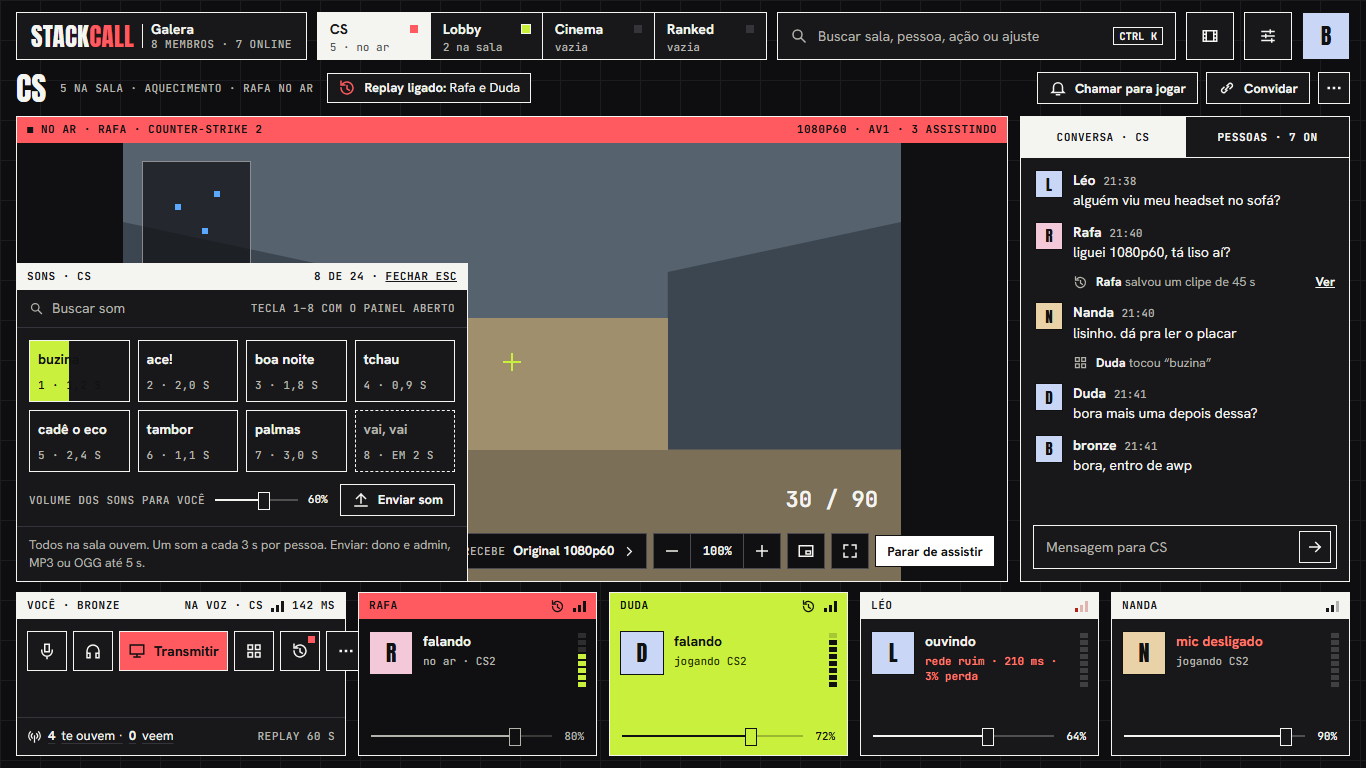 STACKCALL
Galera
8 MEMBROS · 7 ONLINE
CS
5 · no ar
Lobby
2 na sala
Cinema
vazia
Ranked
vazia
Buscar sala, pessoa, ação ou ajuste
CTRL K
B
CS
5 NA SALA · AQUECIMENTO · RAFA NO AR
Replay ligado: Rafa e Duda
Chamar para jogar
Convidar
NO AR · RAFA · COUNTER-STRIKE 2
1080P60 · AV1 · 3 ASSISTINDO
SONS · CS
8 DE 24 · FECHAR ESC
Buscar som
TECLA 1–8 COM O PAINEL ABERTO
ace!
2 · 2,0 S
boa noite
3 · 1,8 S
tchau
4 · 0,9 S
cadê o eco
5 · 2,4 S
tambor
6 · 1,1 S
palmas
7 · 3,0 S
vai, vai
8 · EM 2 S
VOLUME DOS SONS PARA VOCÊ
60%
Enviar som
Todos na sala ouvem. Um som a cada 3 s por pessoa. Enviar: dono e admin,
MP3 ou OGG até 5 s.
30 / 90
Original 1080p60
100%
Parar de assistir
CONVERSA · CS
PESSOAS · 7 ON
L
Léo 21:38
alguém viu meu headset no sofá?
R
Rafa 21:40
liguei 1080p60, tá liso aí?
Rafa salvou um clipe de 45 s
Ver
N
Nanda 21:40
lisinho. dá pra ler o placar
Duda tocou “buzina”
D
Duda 21:41
bora mais uma depois dessa?
B
bronze 21:41
bora, entro de awp
Mensagem para CS
VOCÊ · BRONZE
NA VOZ · CS
142 MS
Transmitir
4 te ouvem · 0 veem
REPLAY 60 S
RAFA
R
falando
no ar · CS2
80%
DUDA
D
falando
jogando CS2
72%
LÉO
L
ouvindo
rede ruim · 210 ms ·
3% perda
64%
NANDA
N
mic desligado
jogando CS2
90%